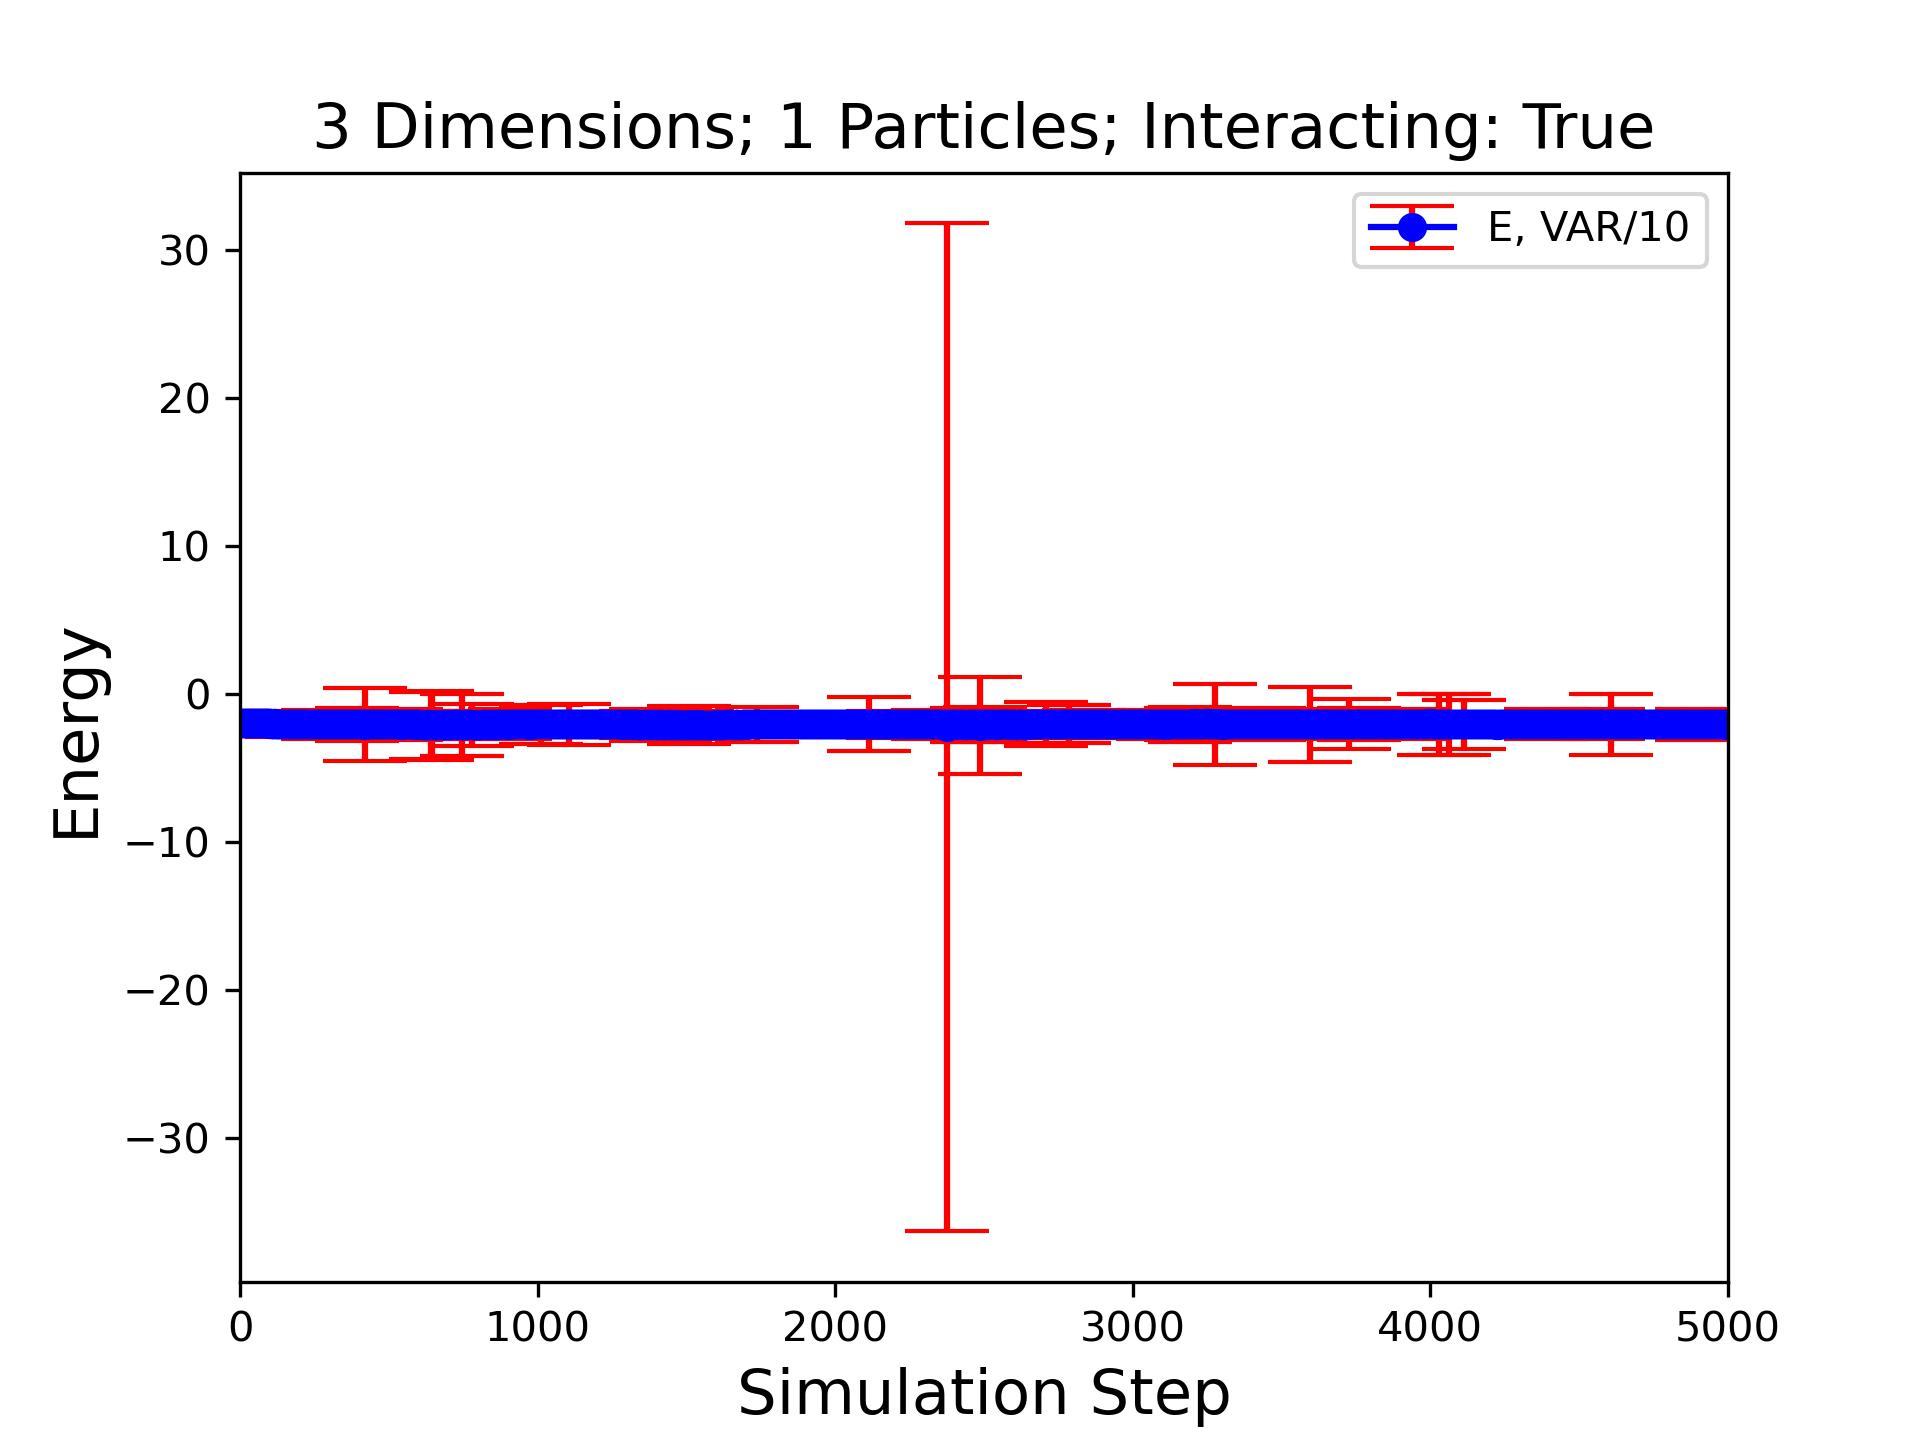 3 Dimensions; 1 Particles; Interacting: True
E, VAR/10
30
20
10
0
−10
−20
−30
Energy
0 1000 2000 3000 4000 5000
Simulation Step